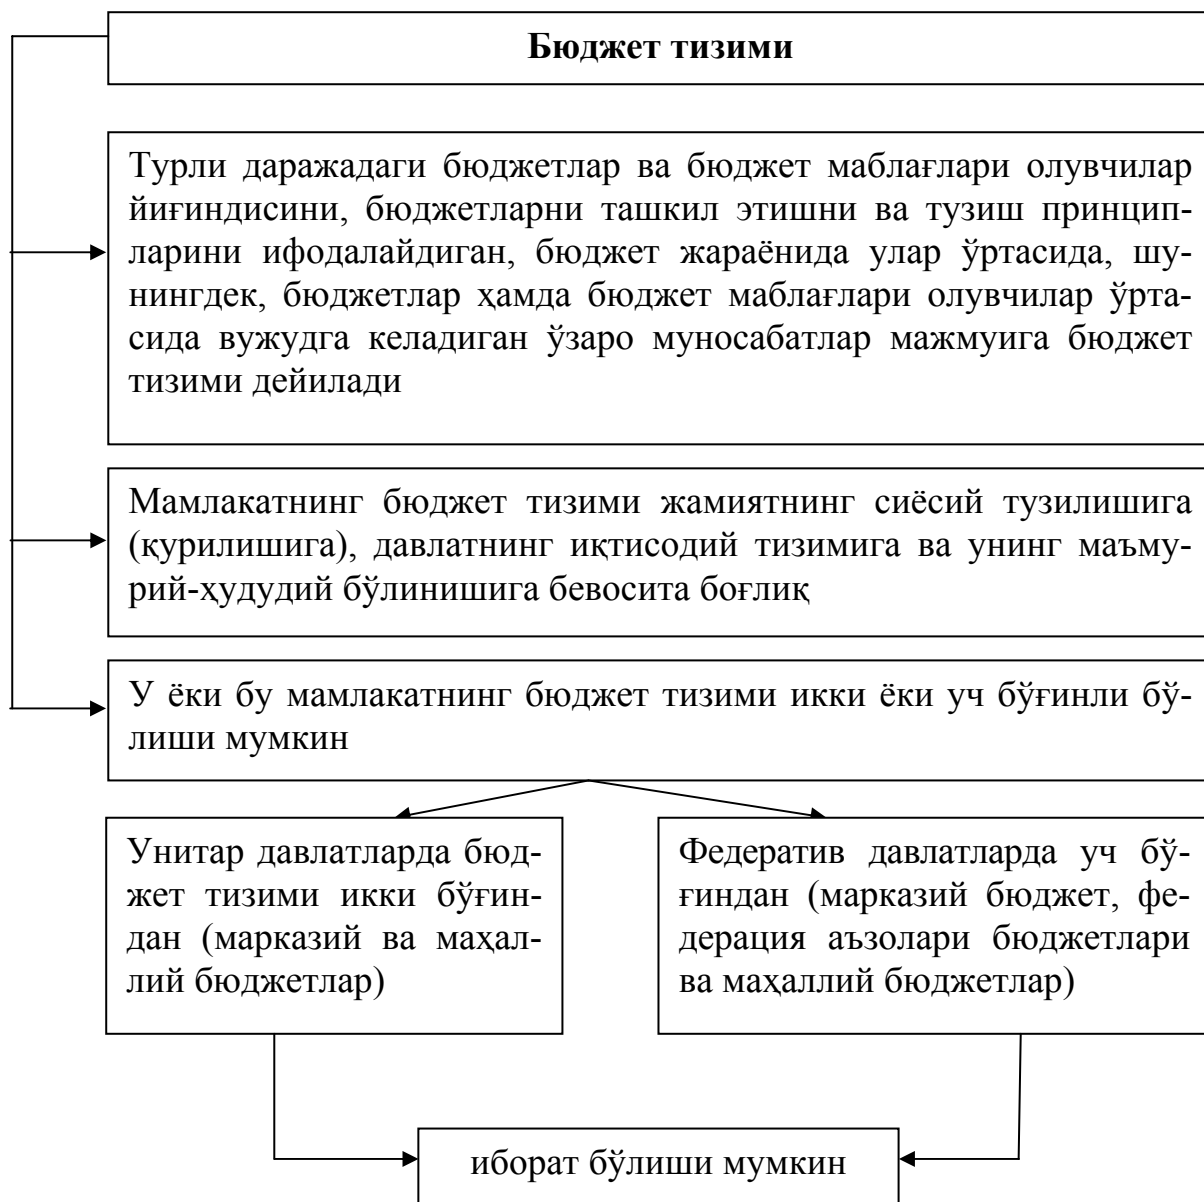 Бюджет тизими
Турли даражадаги бюджетлар ва бюджет маблағлари олувчилар
йиғиндисини, бюджетларни ташкил этишни ва тузиш принцип-
ларини ифодалайдиган, бюджет жараёнида улар ўртасида, шу-
нингдек, бюджетлар ҳамда бюджет маблағлари олувчилар ўрта-
сида вужудга келадиган ўзаро муносабатлар мажмуига бюджет
тизими дейилади
Мамлакатнинг бюджет тизими жамиятнинг сиёсий тузилишига
(қурилишига), давлатнинг иқтисодий тизимига ва унинг маъму-
рий-ҳудудий бўлинишига бевосита боғлиқ
У ёки бу мамлакатнинг бюджет тизими икки ёки уч бўғинли бў-
лиши мумкин
Унитар давлатларда бюд-
жет тизими икки бўғин-
дан (марказий ва маҳал-
лий бюджетлар)
Федератив давлатларда уч бў-
ғиндан (марказий бюджет, фе-
дерация аъзолари бюджетлари
ва маҳаллий бюджетлар)
иборат бўлиши мумкин